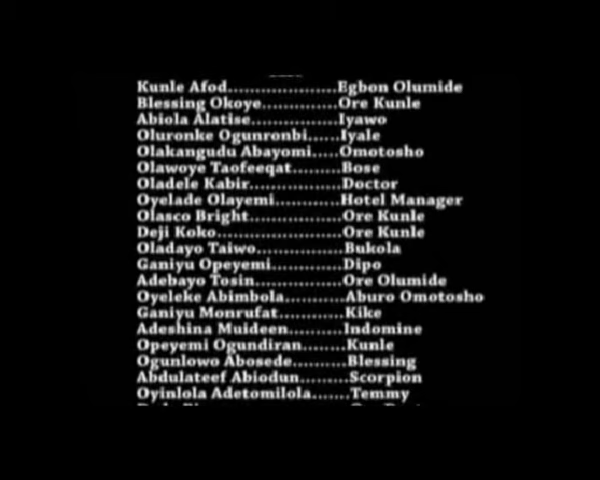 Kunle Afod.....................Egbon Olumide
Blessing Okoye..............Ore Kunle
Abiola Alatise................Iyawo
Oluronke Ogunronbi......Iyale
Olakangudu Abayomi.....Omotosho
Olawoye Taofeeqat.........Bose
Oladele Kabir.................Doctor
Oyelade Olayemi............Hotel Manager
Olasco Bright.................Ore Kunle
Deji Koko.......................Ore Kunle
Oladayo Taiwo................Bukola
Ganiyu Opeyemi.............Dipo
Adebayo Tosin................Ore Olumide
Oyeleke Abimbola...........Aburo Omotosho
Ganiyu Monrufat............Kike
Adeshina Muideen..........Indomine
Opeyemi Ogundiran........Kunle
Ogunlowo Abosede..........Blessing
Abdulateef Abiodun.........Scorpion
Oyinlola Adetomilola.......Temmy